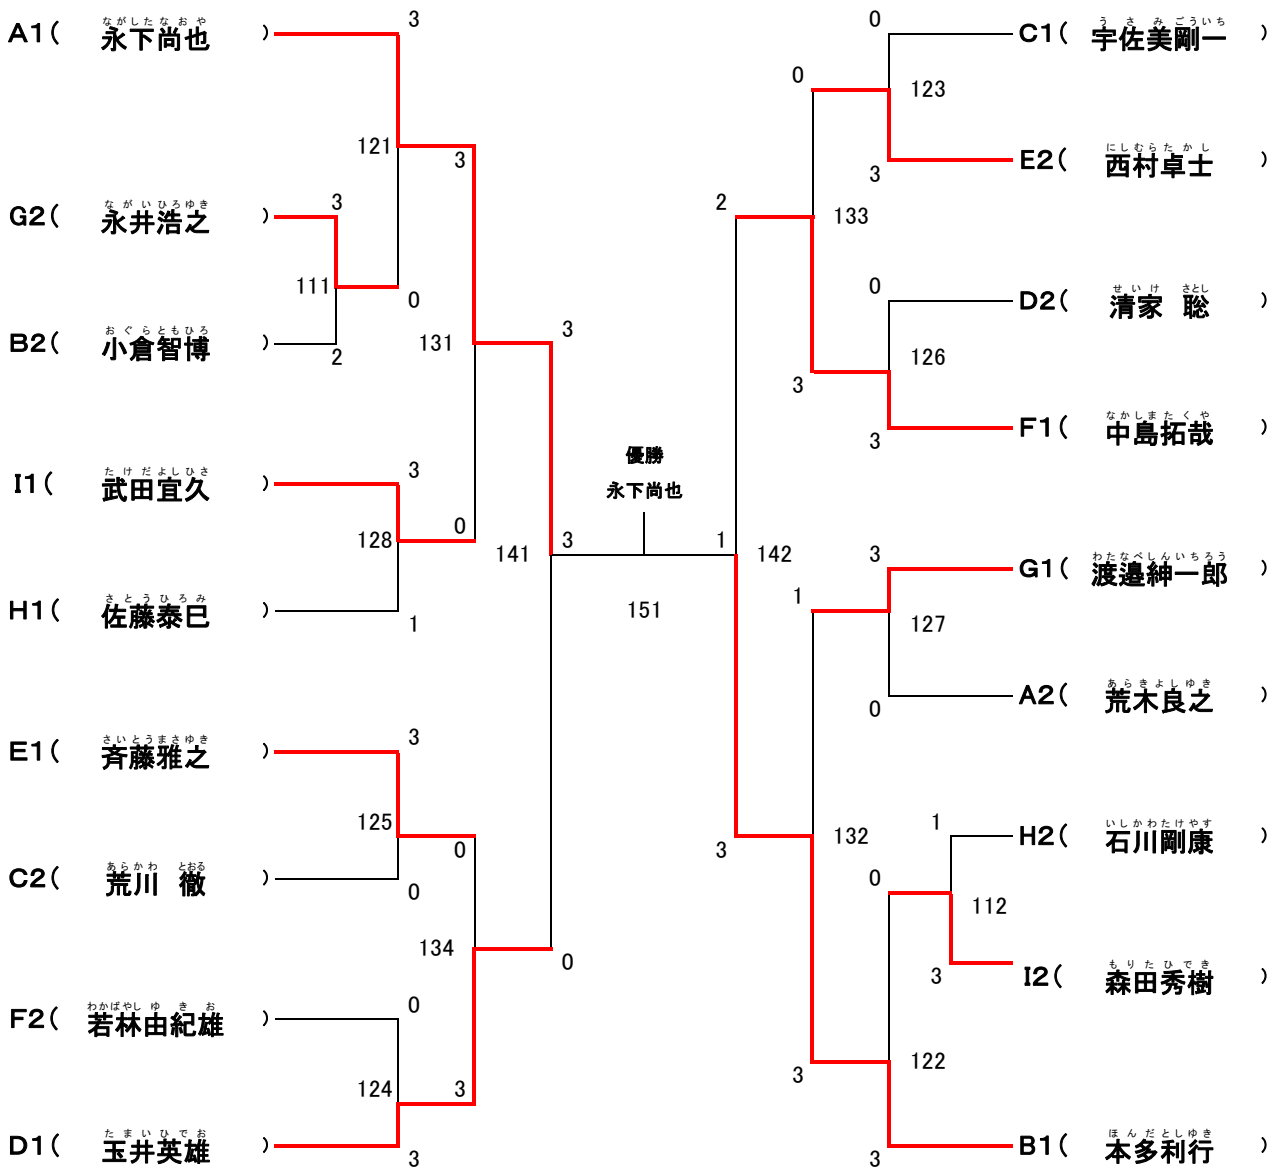 ながしたなおや
A1( 永下尚也 )
3
121
3
ながいひろゆき
G2( 永井浩之 )
3
111
0
おぐらともひろ
B2( 小倉智博 )
2
131
3
たけだよしひさ
I1( 武田宜久 )
3
128
0
141
3
さとうひろみ
H1( 佐藤泰巳 )
1
さいとうまさゆき
E1( 斉藤雅之 )
3
125
0
あらかわ とおる
C2( 荒川 徹 )
0
134
0
わかばやしゆきお
F2( 若林由紀雄 )
0
124
3
たまいひでお
D1( 玉井英雄 )
3
優勝
永下尚也
151
0
うさみごういち
C1( 宇佐美剛一 )
0
123
にしむらたかし
E2( 西村卓士 )
3
2
133
0
せいけ さとし
D2( 清家 聡 )
126
3
なかしまたくや
F1( 中島拓哉 )
3
1
142
3
わたなべしんいちろう
G1( 渡邉紳一郎 )
1
127
あらきよしゆき
A2( 荒木良之 )
0
3
132
1
いしかわたけやす
H2( 石川剛康 )
0
112
もりたひでき
I2( 森田秀樹 )
3
122
3
ほんだとしゆき
B1( 本多利行 )
3